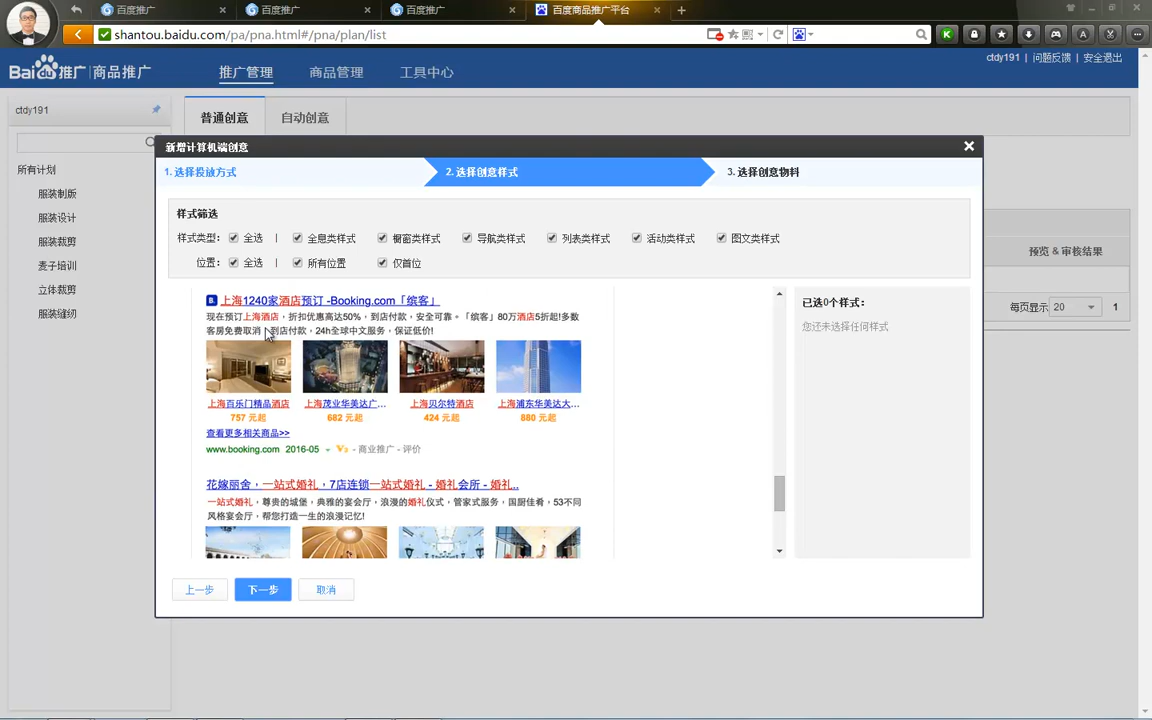 百度推广
百度推广
百度推广
百度商品推广平台
shantou.baidu.com/pa/pna.html#/pna/plan/list
Bai du 推广 | 商品推广
推广管理
商品管理
工具中心
ctdy191 | 问题反馈 | 安全退出
ctdy191
所有计划
服装制版
服装设计
服装裁剪
麦子培训
立体裁剪
服装缝纫
普通创意
自动创意
预览 & 审核结果
每页显示 20 1
新增计算机端创意
1. 选择投放方式
2. 选择创意样式
3. 选择创意物料
样式筛选
样式类型: 全选 | 全息类样式 橱窗类样式 导航类样式 列表类样式 活动类样式 图文类样式
位置: 全选 | 所有位置 仅首位
上海1240家酒店预订 -Booking.com「缤客」
现在预订上海酒店，折扣优惠高达50%，到店付款，安全可靠。「缤客」80万酒店5折起!多数
客房免费取消，到店付款，24h全球中文服务，保证低价!
上海百乐门精品酒店 上海茂业华美达广... 上海贝尔特酒店 上海浦东华美达大...
757 元起 682 元起 424 元起 880 元起
查看更多相关商品>>
www.booking.com 2016-05 V3 - 商业推广 - 评价
花嫁丽舍，一站式婚礼，7店连锁一站式婚礼 - 婚礼会所 - 婚礼..
一站式婚礼，尊贵的城堡，典雅的宴会厅，浪漫的婚礼仪式，管家式服务，国厨佳肴，53不同
风格宴会厅，帮您打造一生的浪漫记忆!
已选0个样式:
您还未选择任何样式
上一步
下一步
取消